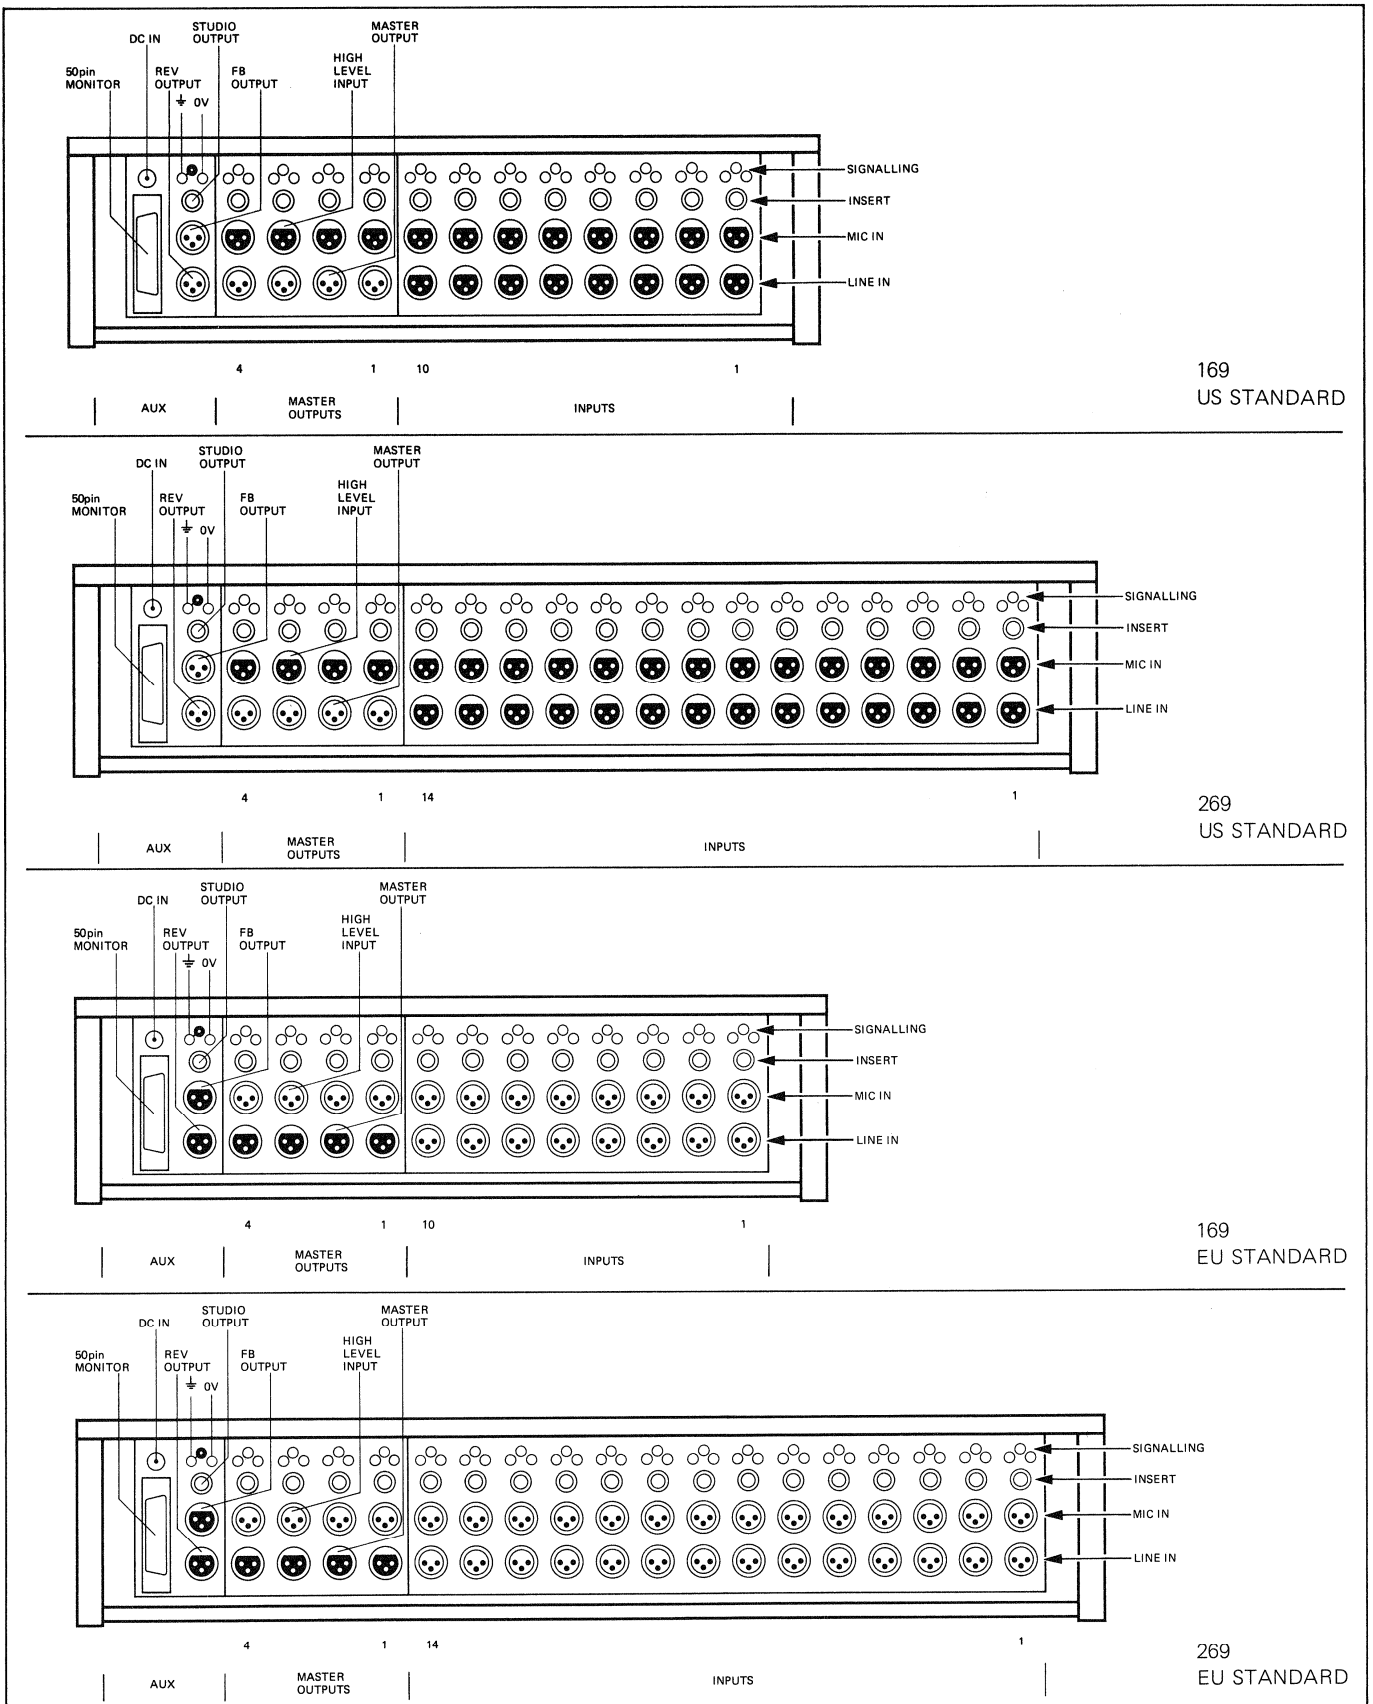 STUDIO
OUTPUT
MASTER
OUTPUT
DC IN
HIGH
LEVEL
INPUT
50pin
MONITOR
REV
OUTPUT
FB
OUTPUT
0V
SIGNALLING
INSERT
MIC IN
LINE IN
4 1 10 1
169
US STANDARD
AUX
MASTER
OUTPUTS
INPUTS
STUDIO
OUTPUT
MASTER
OUTPUT
DC IN
HIGH
LEVEL
INPUT
50pin
MONITOR
REV
OUTPUT
FB
OUTPUT
0V
SIGNALLING
INSERT
MIC IN
LINE IN
4 1 14 1
269
US STANDARD
AUX
MASTER
OUTPUTS
INPUTS
STUDIO
OUTPUT
MASTER
OUTPUT
DC IN
HIGH
LEVEL
INPUT
50pin
MONITOR
REV
OUTPUT
FB
OUTPUT
0V
SIGNALLING
INSERT
MIC IN
LINE IN
4 1 10 1
169
EU STANDARD
AUX
MASTER
OUTPUTS
INPUTS
STUDIO
OUTPUT
MASTER
OUTPUT
DC IN
HIGH
LEVEL
INPUT
50pin
MONITOR
REV
OUTPUT
FB
OUTPUT
0V
SIGNALLING
INSERT
MIC IN
LINE IN
4 1 14 1
269
EU STANDARD
AUX
MASTER
OUTPUTS
INPUTS